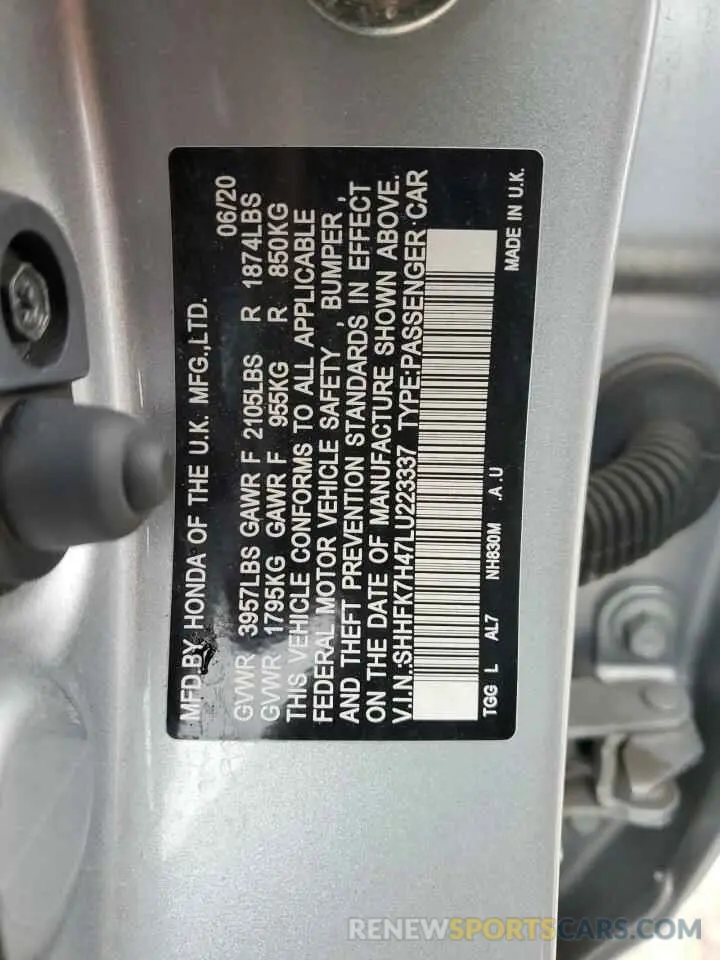 MFD.BY HONDA OF THE U.K. MFG.,LTD.
06/20
GVWR 3957LBS GAWR F 2105LBS R 1874LBS
GVWR 1795KG GAWR F 955KG R 850KG
THIS VEHICLE CONFORMS TO ALL APPLICABLE
FEDERAL MOTOR VEHICLE SAFETY , BUMPER ,
AND THEFT PREVENTION STANDARDS IN EFFECT
ON THE DATE OF MANUFACTURE SHOWN ABOVE.
V.I.N.:SHHFK7H47LU223337 TYPE:PASSENGER CAR
TGG L AL7 NH830M .A.U
MADE IN U.K.
RENEWSPORTSCARS.COM